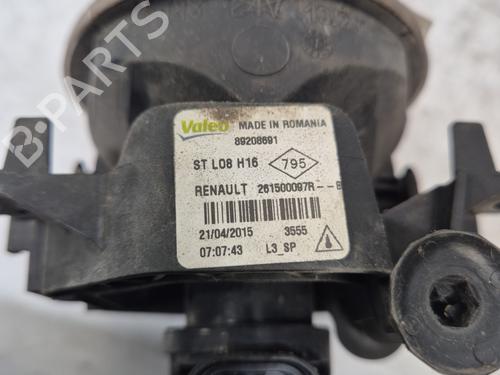 Valeo MADE IN ROMANIA
89208691
ST L08 H16 795
RENAULT 261500097R--B
21/04/2015 3555
07:07:43 L3_SP